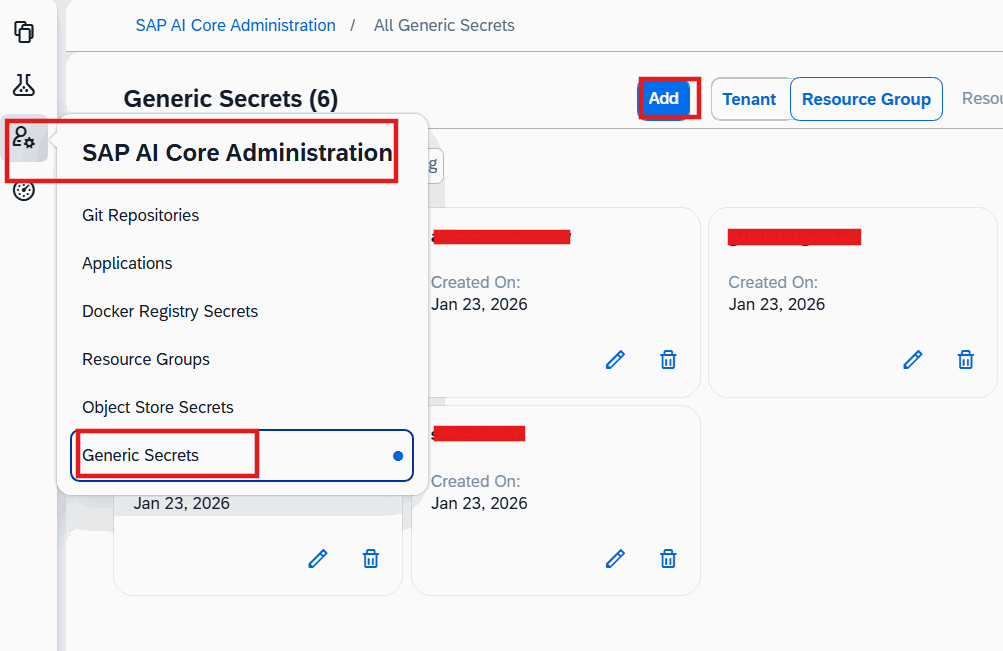 SAP AI Core Administration / All Generic Secrets
Generic Secrets (6)
Add
Tenant
Resource Group
SAP AI Core Administration
Git Repositories
Applications
Docker Registry Secrets
Resource Groups
Object Store Secrets
Generic Secrets
Created On:
Jan 23, 2026
Created On:
Jan 23, 2026
Jan 23, 2026
Created On:
Jan 23, 2026